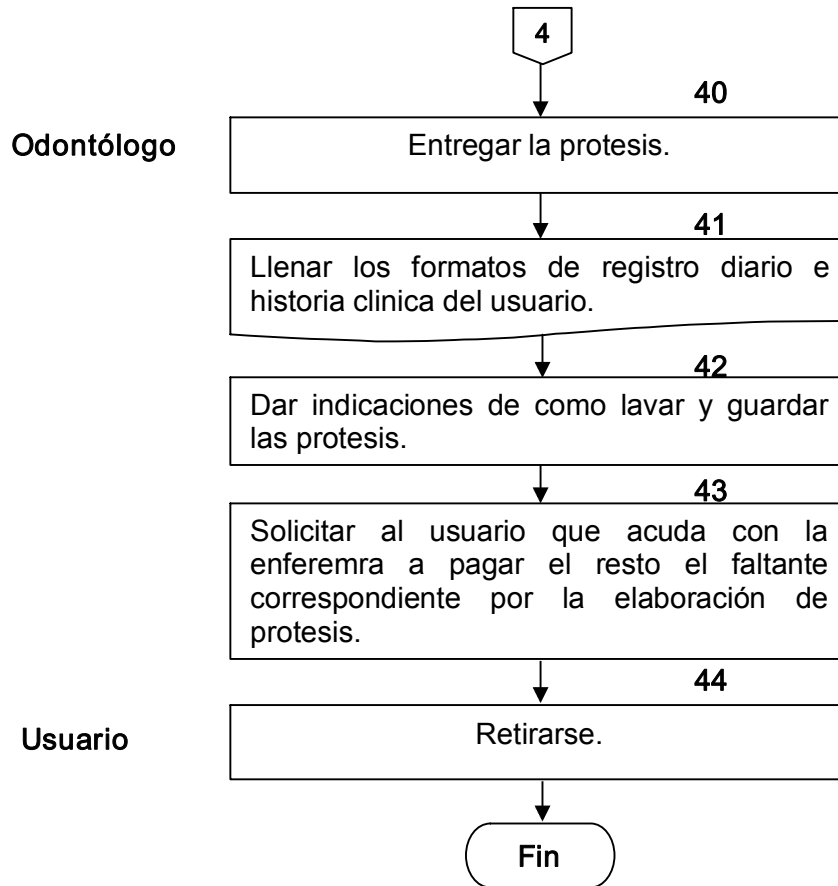 4
40
Odontólogo
Entregar la protesis.
41
Llenar los formatos de registro diario e
historia clinica del usuario.
42
Dar indicaciones de como lavar y guardar
las protesis.
43
Solicitar al usuario que acuda con la
enferemra a pagar el resto el faltante
correspondiente por la elaboración de
protesis.
44
Usuario
Retirarse.
Fin